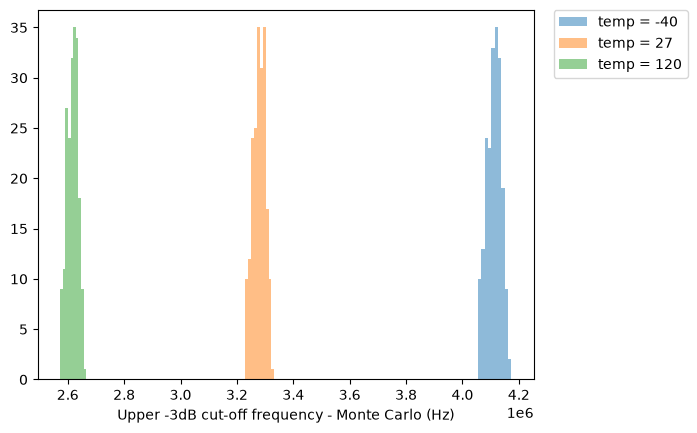 temp = -40
temp = 27
temp = 120
35
30
25
20
15
10
5
0
2.6 2.8 3.0 3.2 3.4 3.6 3.8 4.0 4.2
1e6
Upper -3dB cut-off frequency - Monte Carlo (Hz)